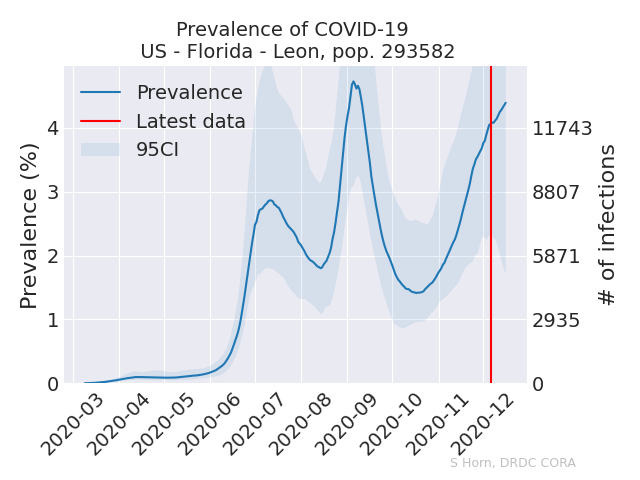 Prevalence of COVID-19
US - Florida - Leon, pop. 293582
Prevalence
Latest data
95CI
Prevalence (%)
4
3
2
1
0
11743
8807
5871
2935
0
# of infections
2020-03
2020-04
2020-05
2020-06
2020-07
2020-08
2020-09
2020-10
2020-11
2020-12
S Horn, DRDC CORA